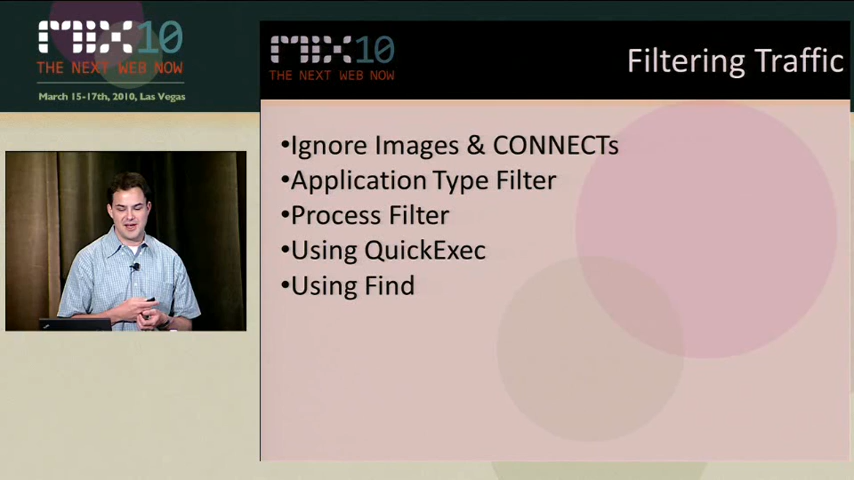 MIX10
THE NEXT WEB NOW
March 15-17th, 2010, Las Vegas
MIX10
THE NEXT WEB NOW
Filtering Traffic
•Ignore Images & CONNECTs
•Application Type Filter
•Process Filter
•Using QuickExec
•Using Find